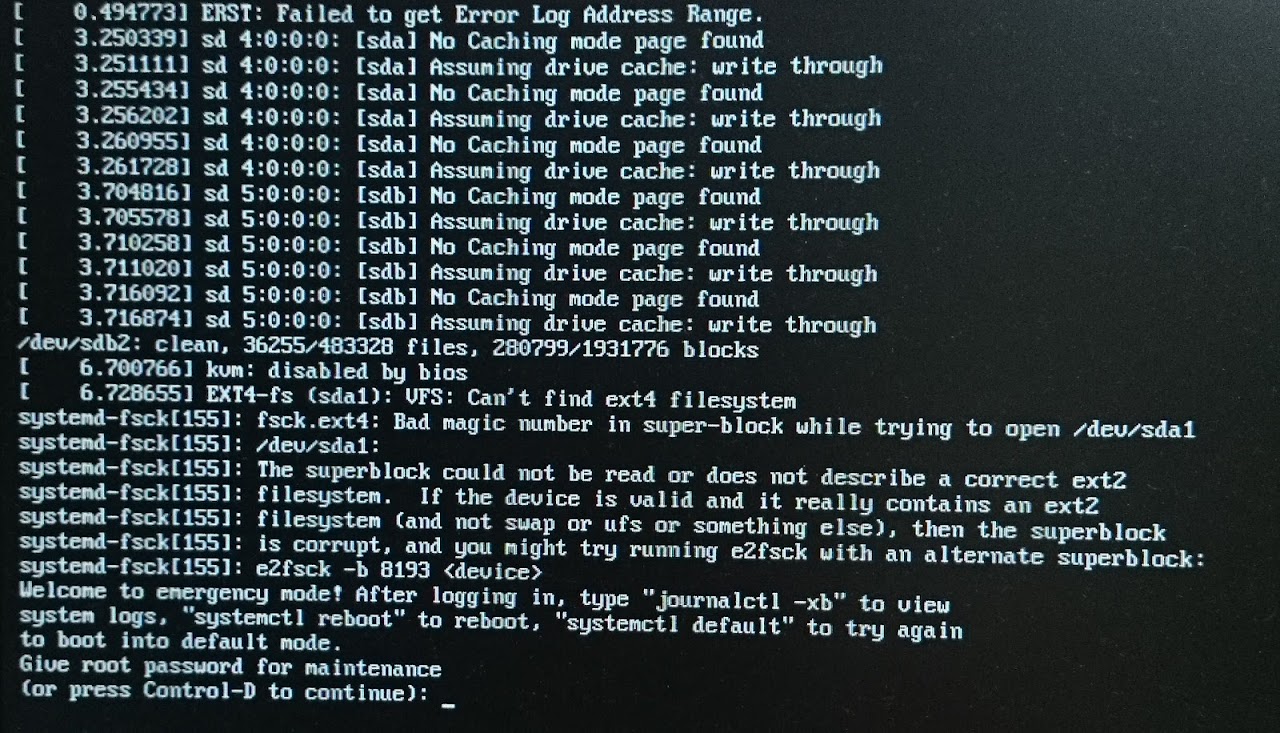 [    0.494773] ERST: Failed to get Error Log Address Range.
[    3.250339] sd 4:0:0:0: [sda] No Caching mode page found
[    3.251111] sd 4:0:0:0: [sda] Assuming drive cache: write through
[    3.255434] sd 4:0:0:0: [sda] No Caching mode page found
[    3.256202] sd 4:0:0:0: [sda] Assuming drive cache: write through
[    3.260955] sd 4:0:0:0: [sda] No Caching mode page found
[    3.261728] sd 4:0:0:0: [sda] Assuming drive cache: write through
[    3.704816] sd 5:0:0:0: [sdb] No Caching mode page found
[    3.705578] sd 5:0:0:0: [sdb] Assuming drive cache: write through
[    3.710258] sd 5:0:0:0: [sdb] No Caching mode page found
[    3.711020] sd 5:0:0:0: [sdb] Assuming drive cache: write through
[    3.716092] sd 5:0:0:0: [sdb] No Caching mode page found
[    3.716874] sd 5:0:0:0: [sdb] Assuming drive cache: write through
/dev/sdb2: clean, 36255/483328 files, 280799/1931776 blocks
[    6.700766] kvm: disabled by bios
[    6.728655] EXT4-fs (sda1): VFS: Can't find ext4 filesystem
systemd-fsck[155]: fsck.ext4: Bad magic number in super-block while trying to open /dev/sda1
systemd-fsck[155]: /dev/sda1:
systemd-fsck[155]: The superblock could not be read or does not describe a correct ext2
systemd-fsck[155]: filesystem.  If the device is valid and it really contains an ext2
systemd-fsck[155]: filesystem (and not swap or ufs or something else), then the superblock
systemd-fsck[155]: is corrupt, and you might try running e2fsck with an alternate superblock:
systemd-fsck[155]: e2fsck -b 8193 <device>
Welcome to emergency mode! After logging in, type "journalctl -xb" to view
system logs, "systemctl reboot" to reboot, "systemctl default" to try again
to boot into default mode.
Give root password for maintenance
(or press Control-D to continue): _